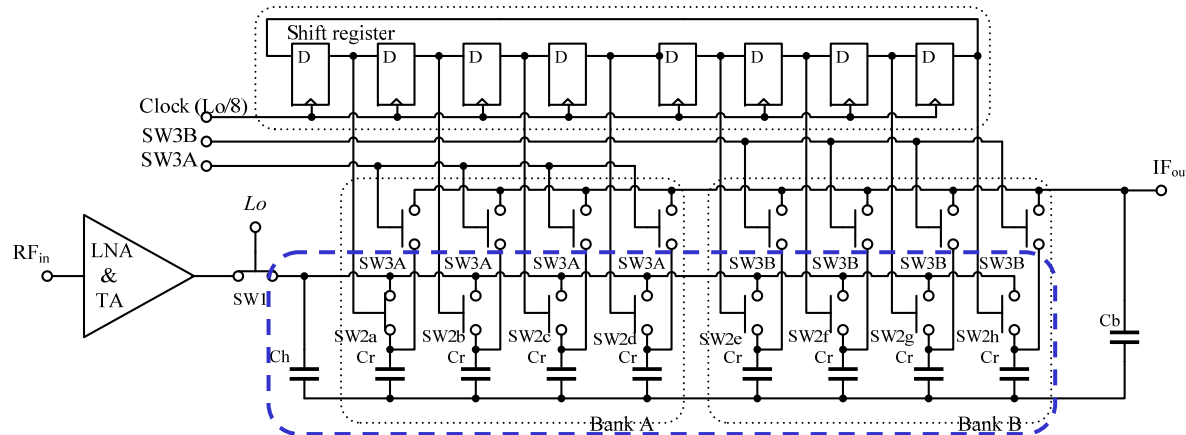 Shift register
D D D D D D D D
Clock (Lo/8)
SW3B
SW3A
IFou
Lo
RFin
LNA
&
TA
SW1
SW3A SW3A SW3A SW3A SW3B SW3B SW3B SW3B
SW2a SW2b SW2c SW2d SW2e SW2f SW2g SW2h
Cb
Ch Cr Cr Cr Cr Cr Cr Cr Cr
Bank A Bank B